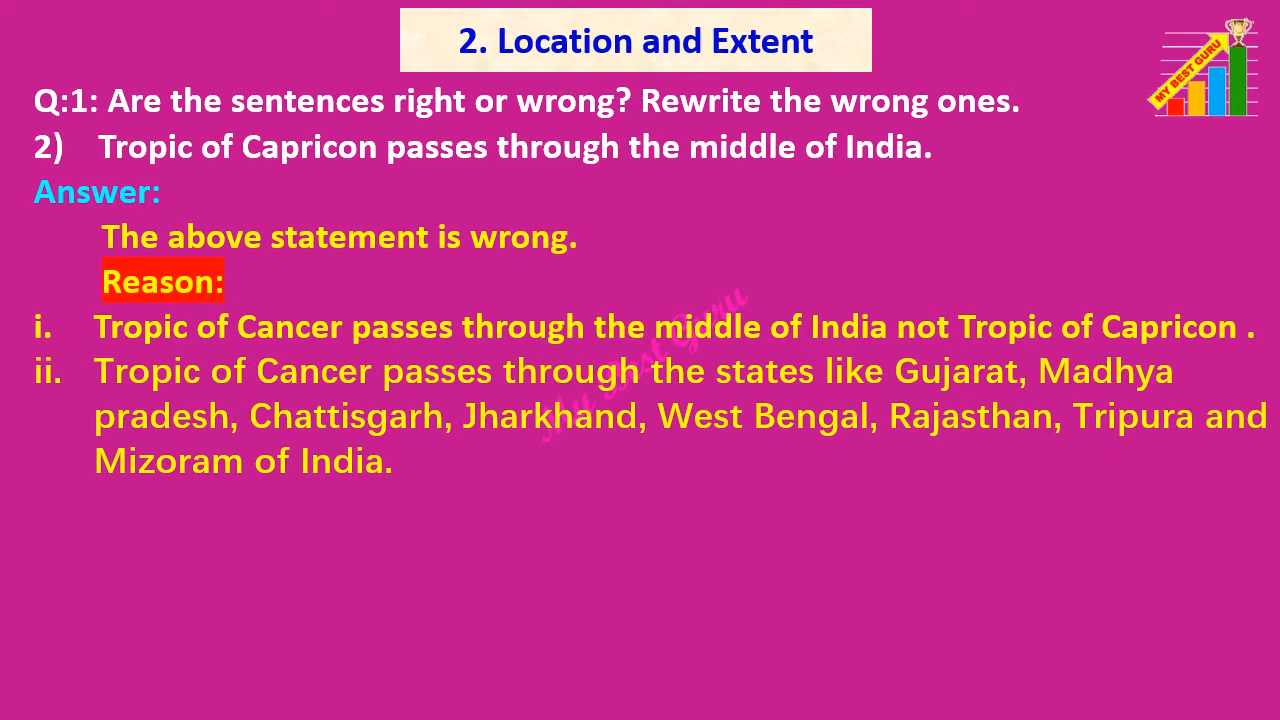 2. Location and Extent
MY BEST GURU
Q:1: Are the sentences right or wrong? Rewrite the wrong ones.
2) Tropic of Capricon passes through the middle of India.
Answer:
The above statement is wrong.
Reason:
i. Tropic of Cancer passes through the middle of India not Tropic of Capricon .
ii. Tropic of Cancer passes through the states like Gujarat, Madhya
pradesh, Chattisgarh, Jharkhand, West Bengal, Rajasthan, Tripura and
Mizoram of India.
My Best Guru